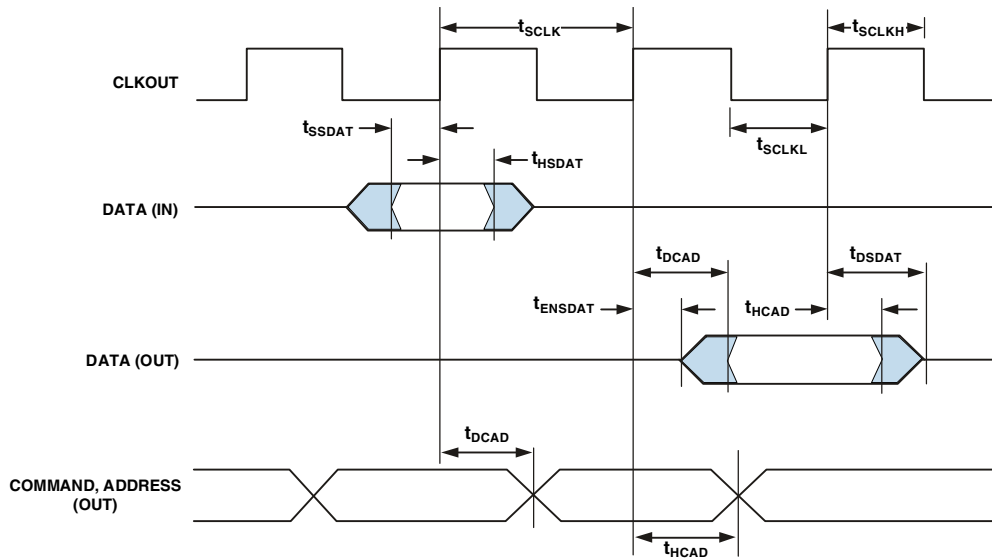 tSCLK
tSCLKH
CLKOUT
tSSDAT
tSCLKL
tHSDAT
DATA (IN)
tDCAD
tDSDAT
tENSDAT
tHCAD
DATA (OUT)
tDCAD
COMMAND, ADDRESS
(OUT)
tHCAD